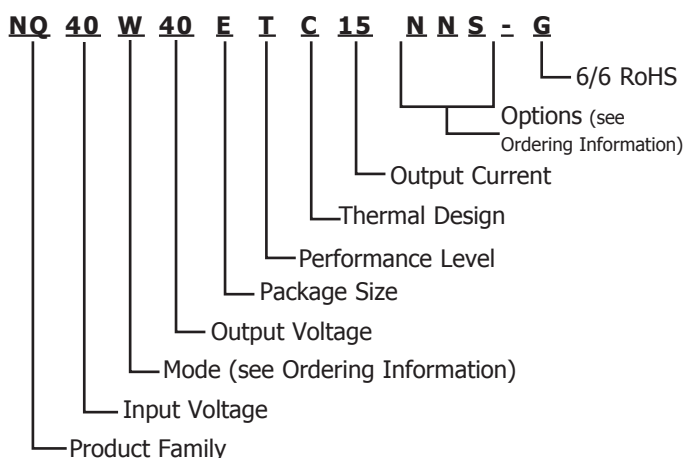 NQ 40 W 40 E T C 15 N N S - G
6/6 RoHS
Options (see
Ordering Information)
Output Current
Thermal Design
Performance Level
Package Size
Output Voltage
Mode (see Ordering Information)
Input Voltage
Product Family